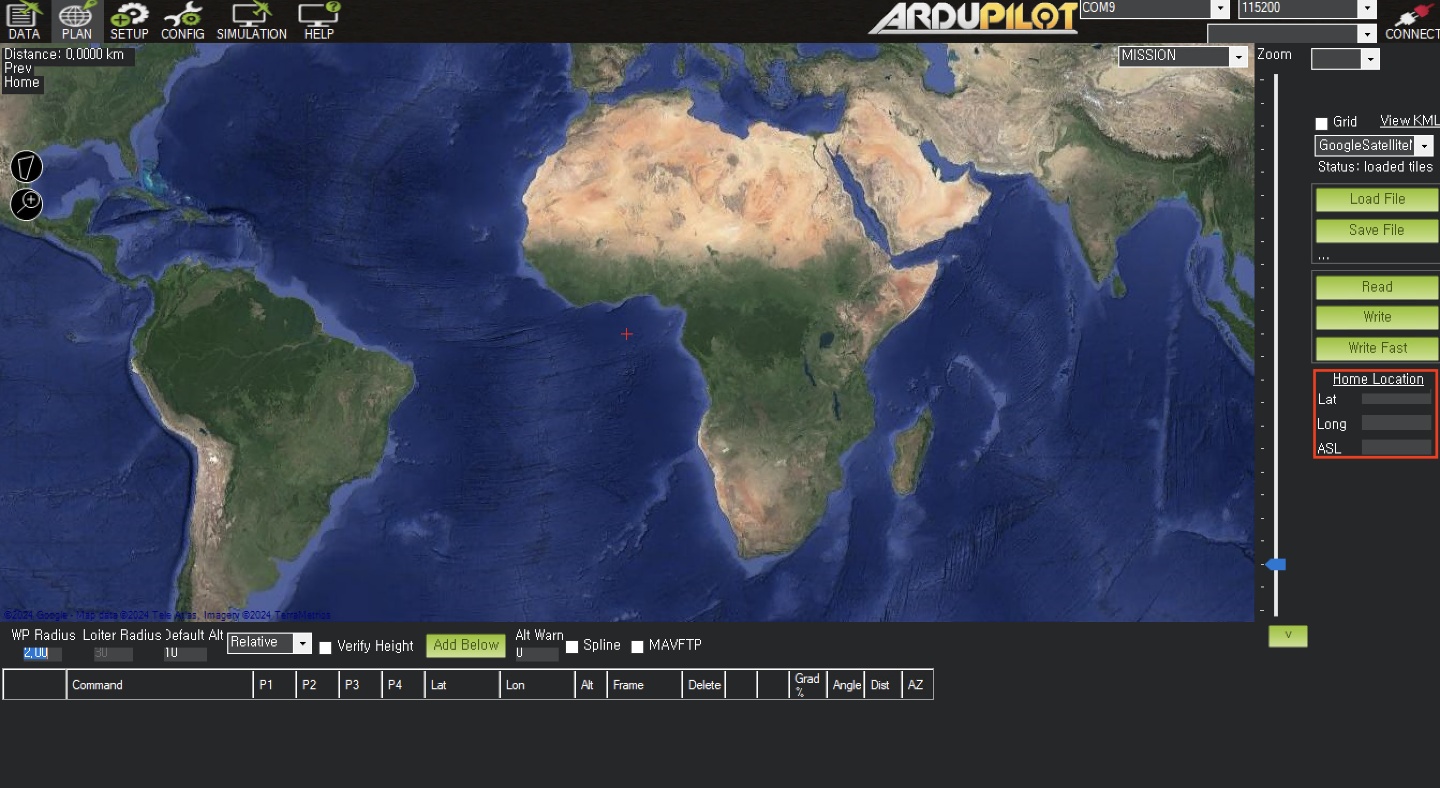 DATA PLAN SETUP CONFIG SIMULATION HELP
ARDUPILOT
COM9 115200
CONNECT
Distance: 0,0000 km
Prev
Home
MISSION
Zoom
Grid View KML
GoogleSatellite
Status: loaded tiles
Load File
Save File
...
Read
Write
Write Fast
Home Location
Lat
Long
ASL
©2024 Google - Map data ©2024 Tele Atlas, Imagery ©2024 TerraMetrics
WP Radius Loiter Radius Default Alt
2,00 30 10
Relative
Verify Height
Add Below
Alt Warn
0
Spline
MAVFTP
v
Command P1 P2 P3 P4 Lat Lon Alt Frame Delete Grad % Angle Dist AZ